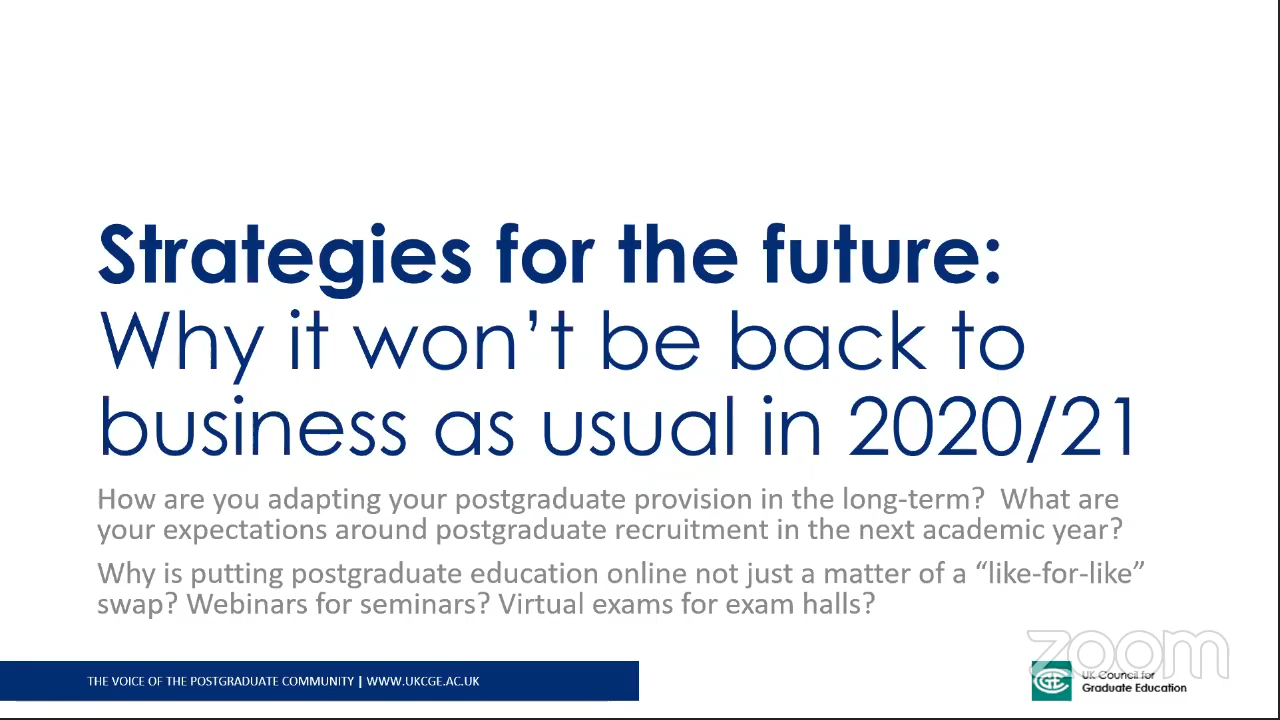 Strategies for the future:
Why it won’t be back to
business as usual in 2020/21
How are you adapting your postgraduate provision in the long-term?  What are
your expectations around postgraduate recruitment in the next academic year?
Why is putting postgraduate education online not just a matter of a “like-for-like”
swap? Webinars for seminars? Virtual exams for exam halls?
zoom
THE VOICE OF THE POSTGRADUATE COMMUNITY | WWW.UKCGE.AC.UK
UK Council for
Graduate Education